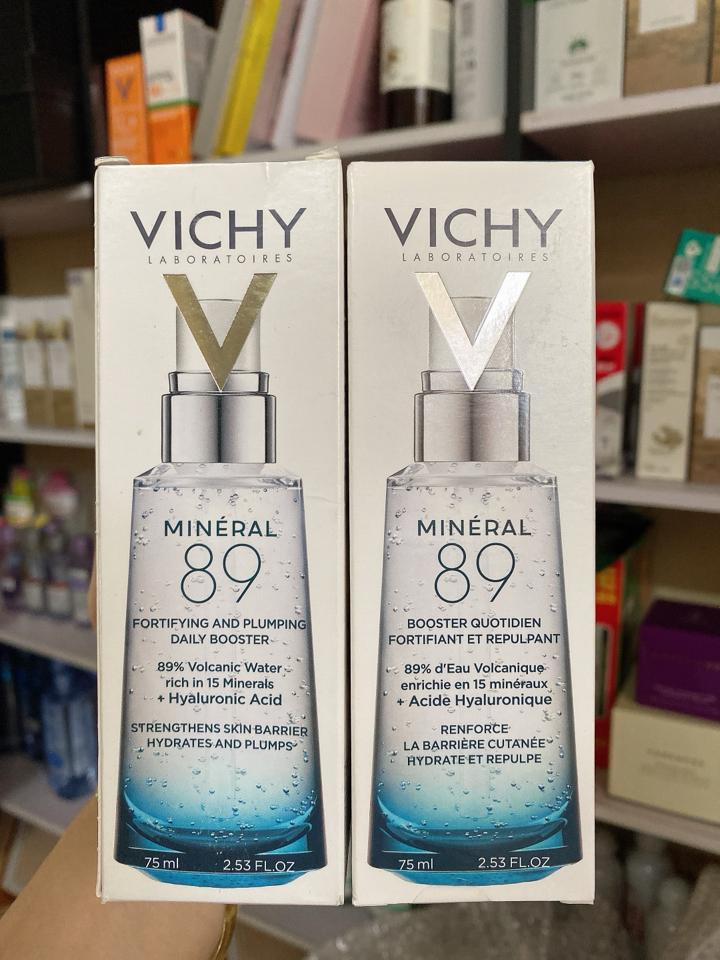 VICHY
LABORATOIRES
MINÉRAL
89
FORTIFYING AND PLUMPING
DAILY BOOSTER
89% Volcanic Water
rich in 15 Minerals
+ Hyaluronic Acid
STRENGTHENS SKIN BARRIER
HYDRATES AND PLUMPS
75 ml 2.53 FL.OZ
VICHY
LABORATOIRES
MINÉRAL
89
BOOSTER QUOTIDIEN
FORTIFIANT ET REPULPANT
89% d'Eau Volcanique
enrichie en 15 minéraux
+ Acide Hyaluronique
RENFORCE
LA BARRIÈRE CUTANÉE
HYDRATE ET REPULPE
75 ml 2.53 FL.OZ